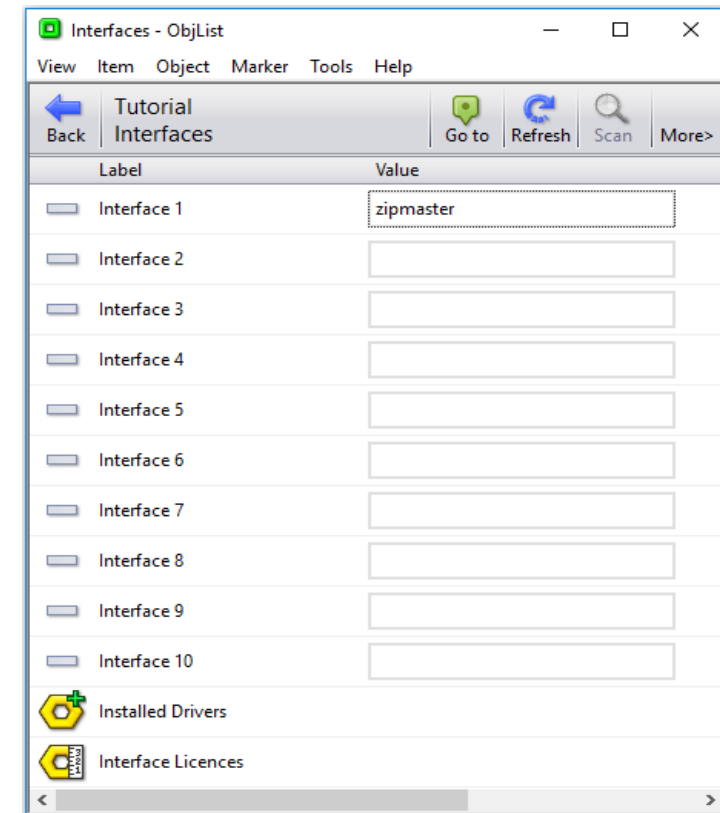 Interfaces - ObjList
View Item Object Marker Tools Help
Back Tutorial Interfaces Go to Refresh Scan More>
Label Value
Interface 1 zipmaster
Interface 2
Interface 3
Interface 4
Interface 5
Interface 6
Interface 7
Interface 8
Interface 9
Interface 10
Installed Drivers
Interface Licences